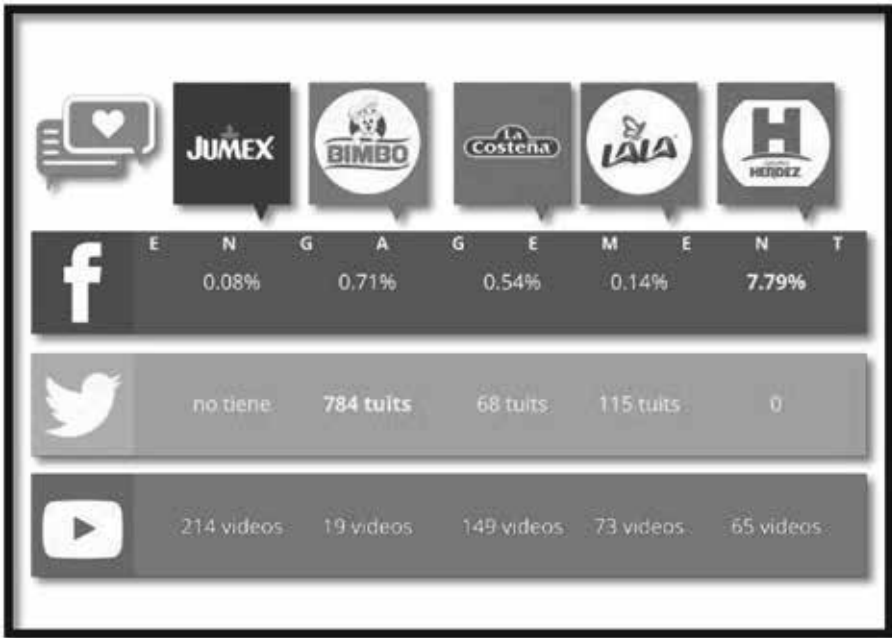 JUMEX BIMBO La Costeña LALA GRUPO HERDEZ
E N G A G E M E N T
0.08% 0.71% 0.54% 0.14% 7.79%
no tiene 784 tuits 68 tuits 115 tuits 0
214 videos 19 videos 149 videos 73 videos 65 videos